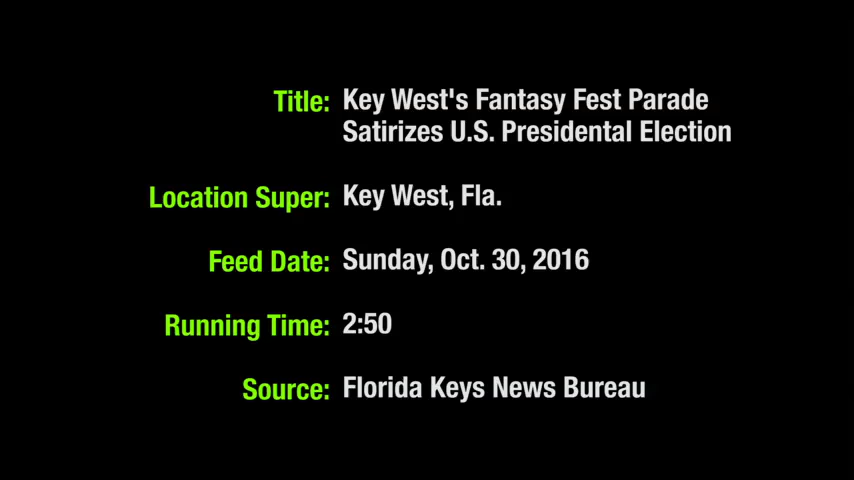 Title: Key West's Fantasy Fest Parade
Satirizes U.S. Presidental Election
Location Super: Key West, Fla.
Feed Date: Sunday, Oct. 30, 2016
Running Time: 2:50
Source: Florida Keys News Bureau